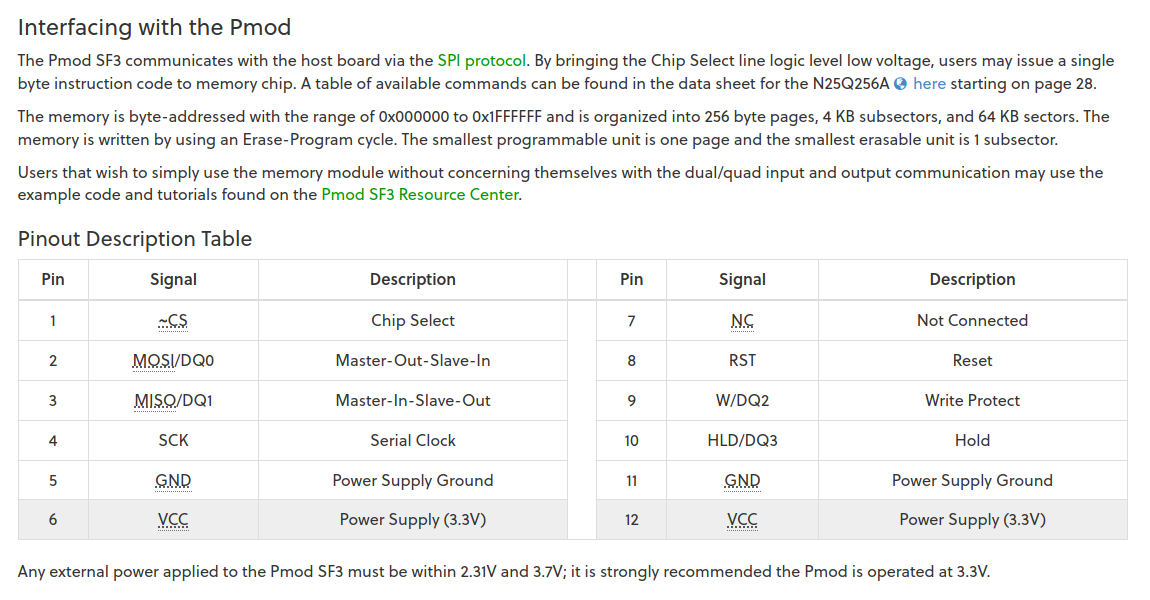 Interfacing with the Pmod
The Pmod SF3 communicates with the host board via the SPI protocol. By bringing the Chip Select line logic level low voltage, users may issue a single
byte instruction code to memory chip. A table of available commands can be found in the data sheet for the N25Q256A here starting on page 28.
The memory is byte-addressed with the range of 0x000000 to 0x1FFFFFF and is organized into 256 byte pages, 4 KB subsectors, and 64 KB sectors. The
memory is written by using an Erase-Program cycle. The smallest programmable unit is one page and the smallest erasable unit is 1 subsector.
Users that wish to simply use the memory module without concerning themselves with the dual/quad input and output communication may use the
example code and tutorials found on the Pmod SF3 Resource Center.
Pinout Description Table
Pin Signal Description Pin Signal Description
1 ~CS Chip Select 7 NC Not Connected
2 MOSI/DQ0 Master-Out-Slave-In 8 RST Reset
3 MISO/DQ1 Master-In-Slave-Out 9 W/DQ2 Write Protect
4 SCK Serial Clock 10 HLD/DQ3 Hold
5 GND Power Supply Ground 11 GND Power Supply Ground
6 VCC Power Supply (3.3V) 12 VCC Power Supply (3.3V)
Any external power applied to the Pmod SF3 must be within 2.31V and 3.7V; it is strongly recommended the Pmod is operated at 3.3V.